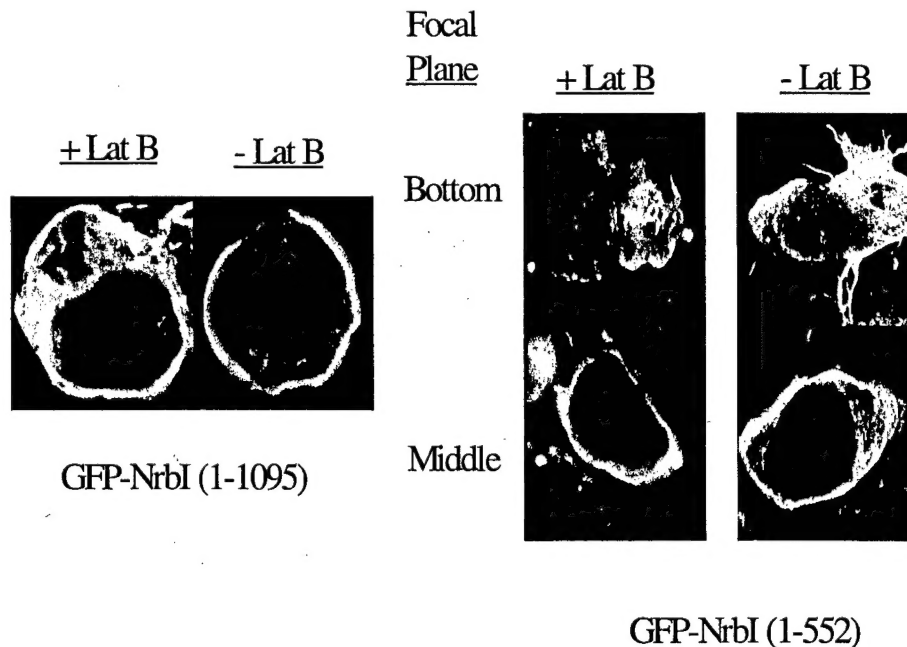 Focal
Plane
+ Lat B
- Lat B
+ Lat B
- Lat B
Bottom
Middle
GFP-NrbI (1-1095)
GFP-NrbI (1-552)